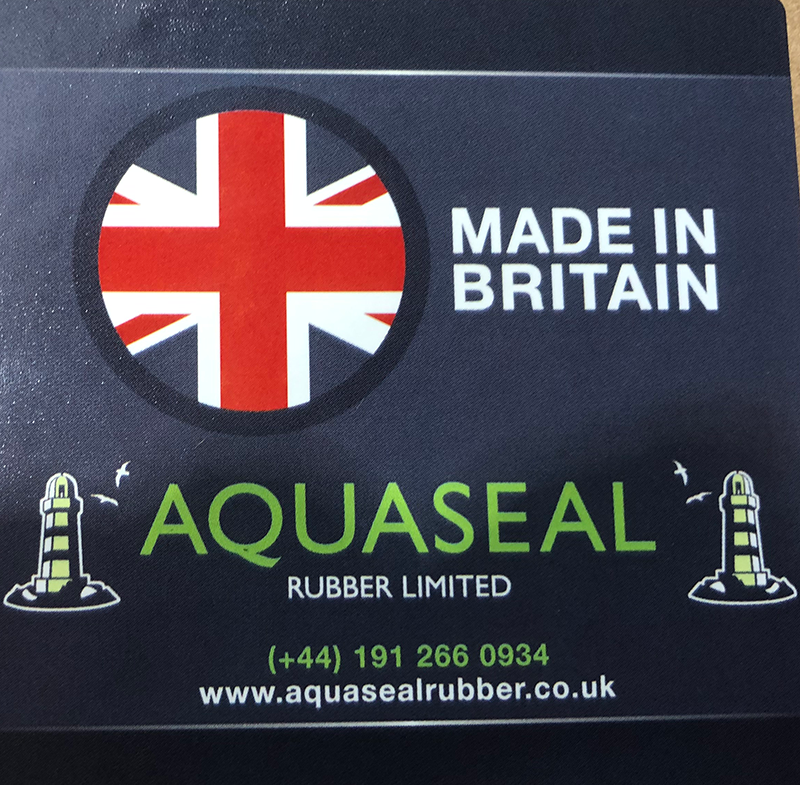 MADE IN
BRITAIN
AQUASEAL
RUBBER LIMITED
(+44) 191 266 0934
www.aquasealrubber.co.uk